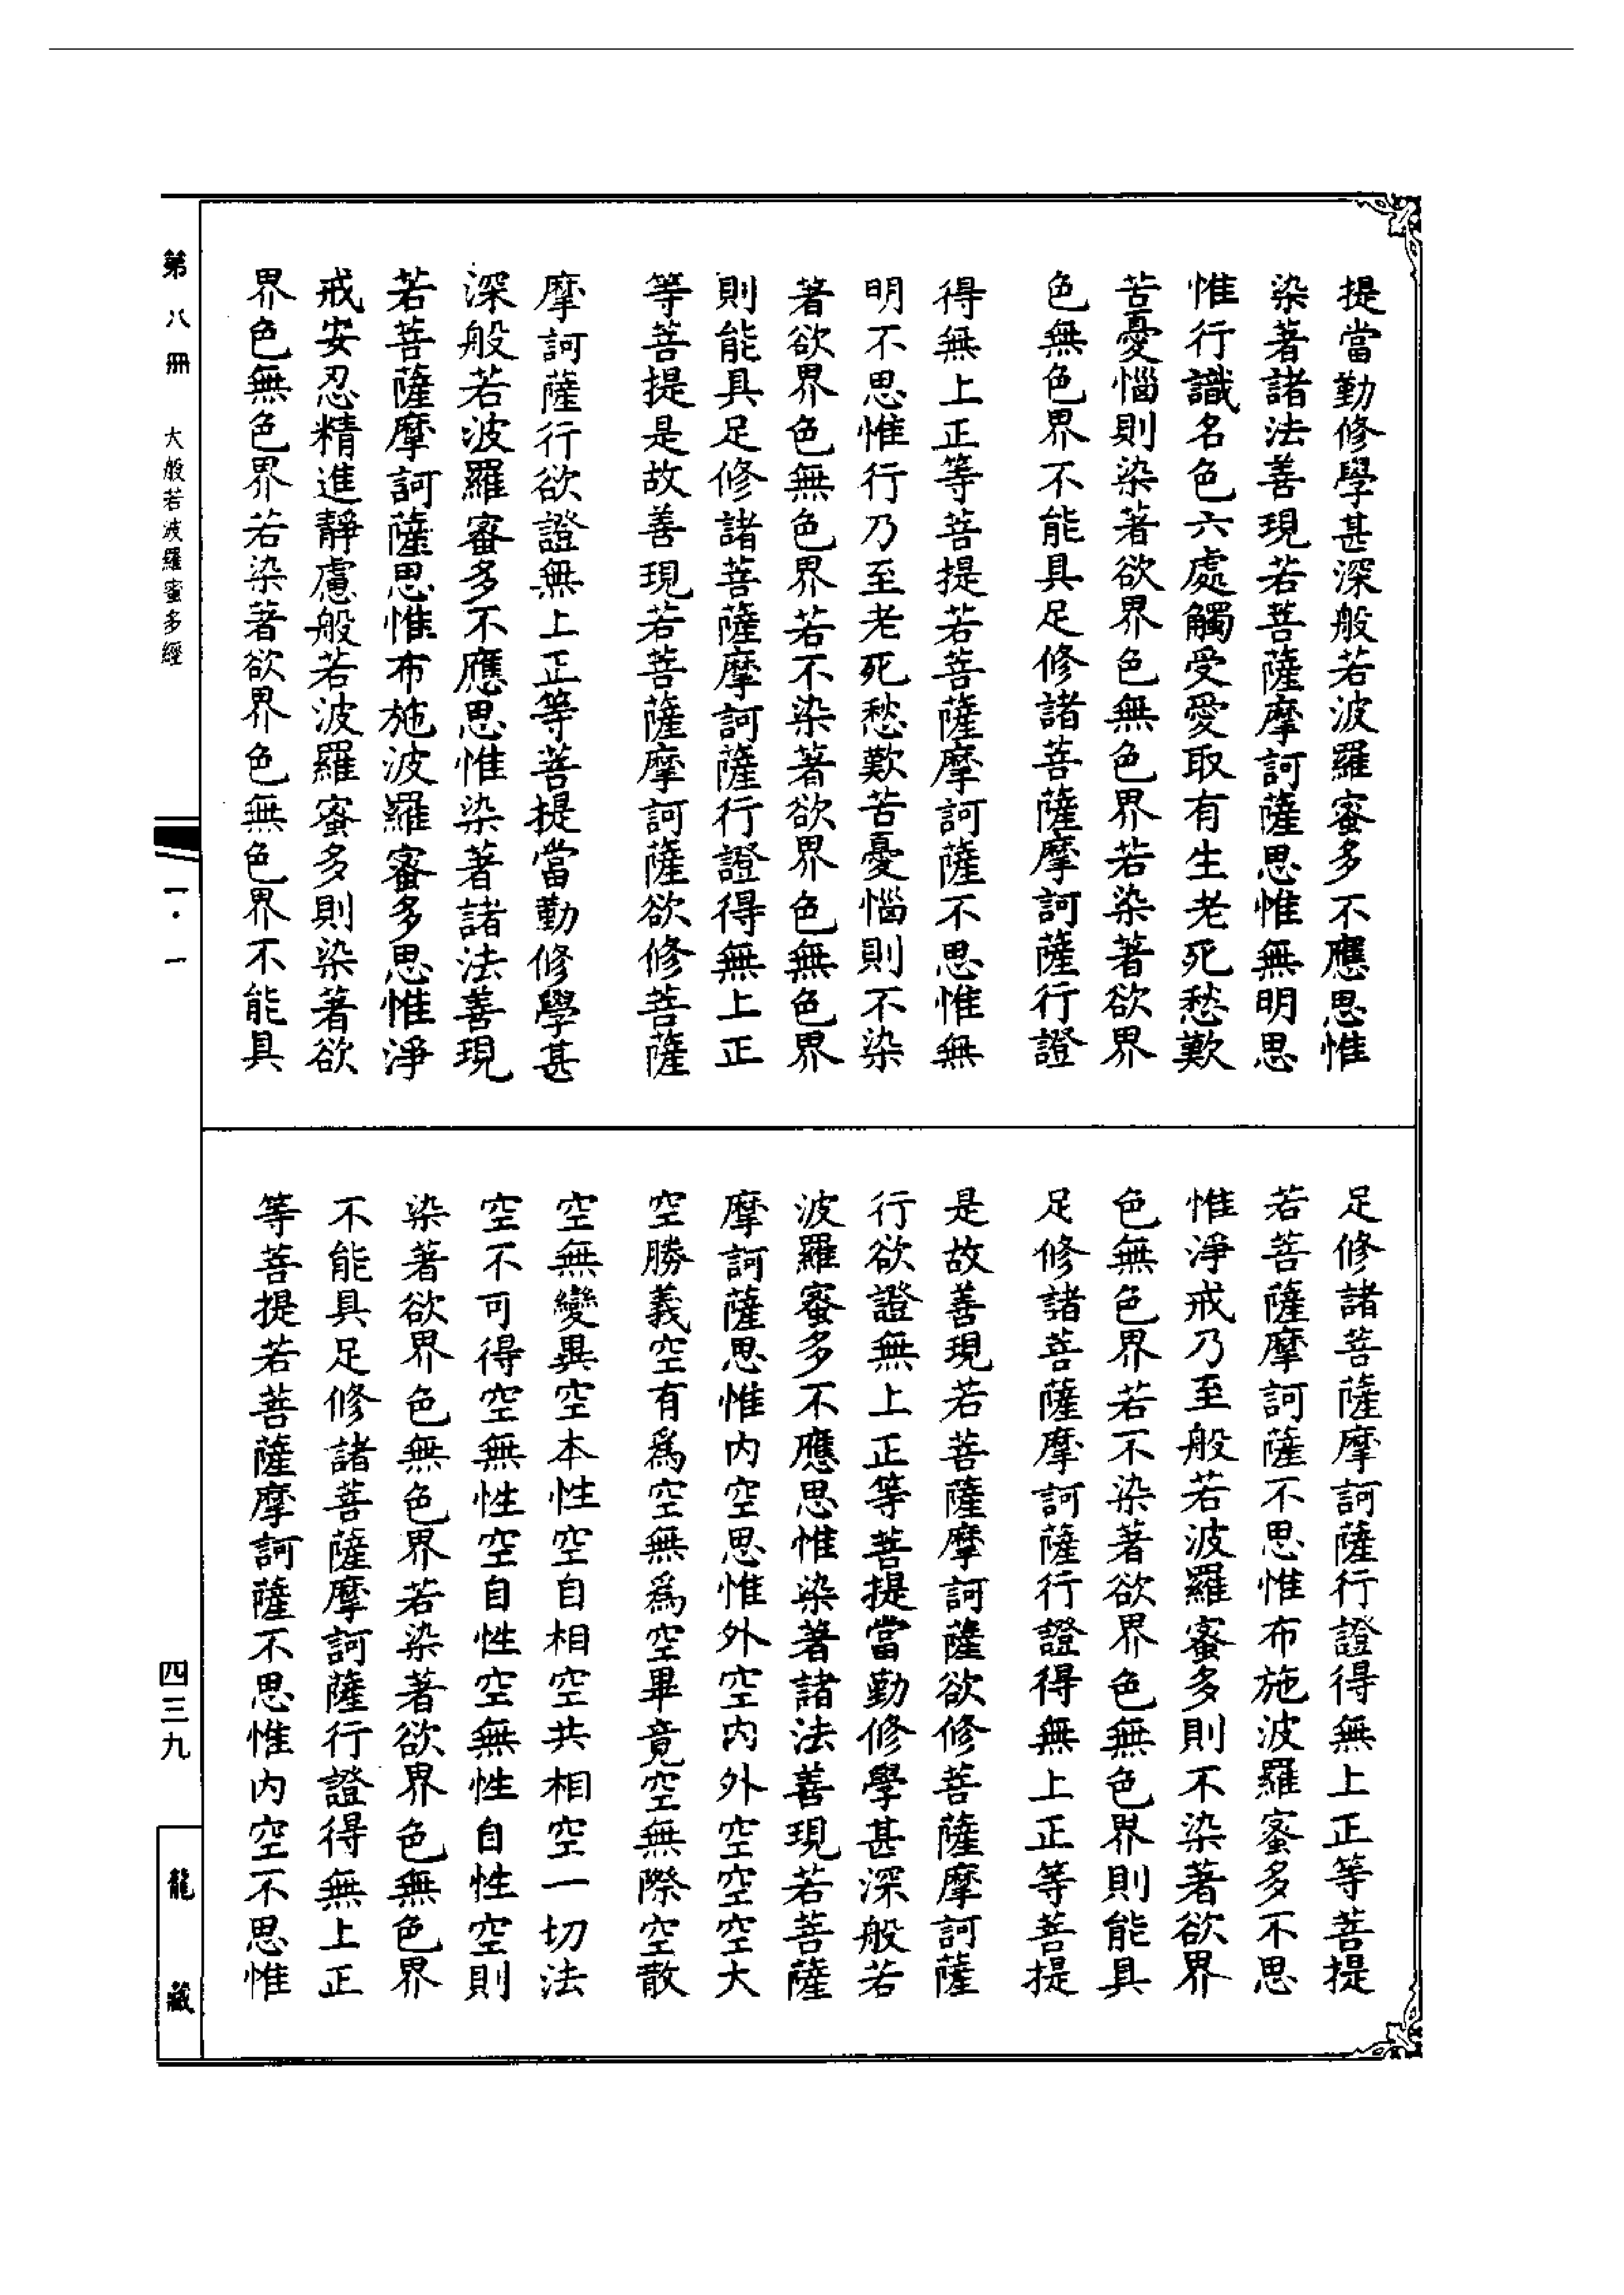 提當勤修學甚深般若波羅蜜多不應思惟
染著諸法善現若菩薩摩訶薩思惟無明思
惟行識名色六處觸受愛取有生老死愁歎
苦憂惱則染著欲界色無色界若染著欲界
色無色界不能具足修諸菩薩摩訶薩行證
得無上正等菩提若菩薩摩訶薩不思惟無
明不思惟行乃至老死愁歎苦憂惱則不染
著欲界色無色界若不染著欲界色無色界
則能具足修諸菩薩摩訶薩行證得無上正
等菩提是故善現若菩薩摩訶薩欲修菩薩
摩訶薩行欲證無上正等菩提當勤修學甚
深般若波羅蜜多不應思惟染著諸法善現
若菩薩摩訶薩思惟布施波羅蜜多思惟淨
戒安忍精進靜慮般若波羅蜜多則染著欲
界色無色界若染著欲界色無色界不能具
足修諸菩薩摩訶薩行證得無上正等菩提
若菩薩摩訶薩不思惟布施波羅蜜多不思
惟淨戒乃至般若波羅蜜多則不染著欲界
色無色界若不染著欲界色無色界則能具
足修諸菩薩摩訶薩行證得無上正等菩提
是故善現若菩薩摩訶薩欲修菩薩摩訶薩
行欲證無上正等菩提當勤修學甚深般若
波羅蜜多不應思惟染著諸法善現若菩薩
摩訶薩思惟內空思惟外空內外空空空大
空勝義空有爲空無爲空畢竟空無際空散
空無變異空本性空自相空共相空一切法
空不可得空無性空自性空無性自性空則
染著欲界色無色界若染著欲界色無色界
不能具足修諸菩薩摩訶薩行證得無上正
等菩提若菩薩摩訶薩不思惟內空不思惟
第八冊 大般若波羅蜜多經 一·一
四三九
龍藏